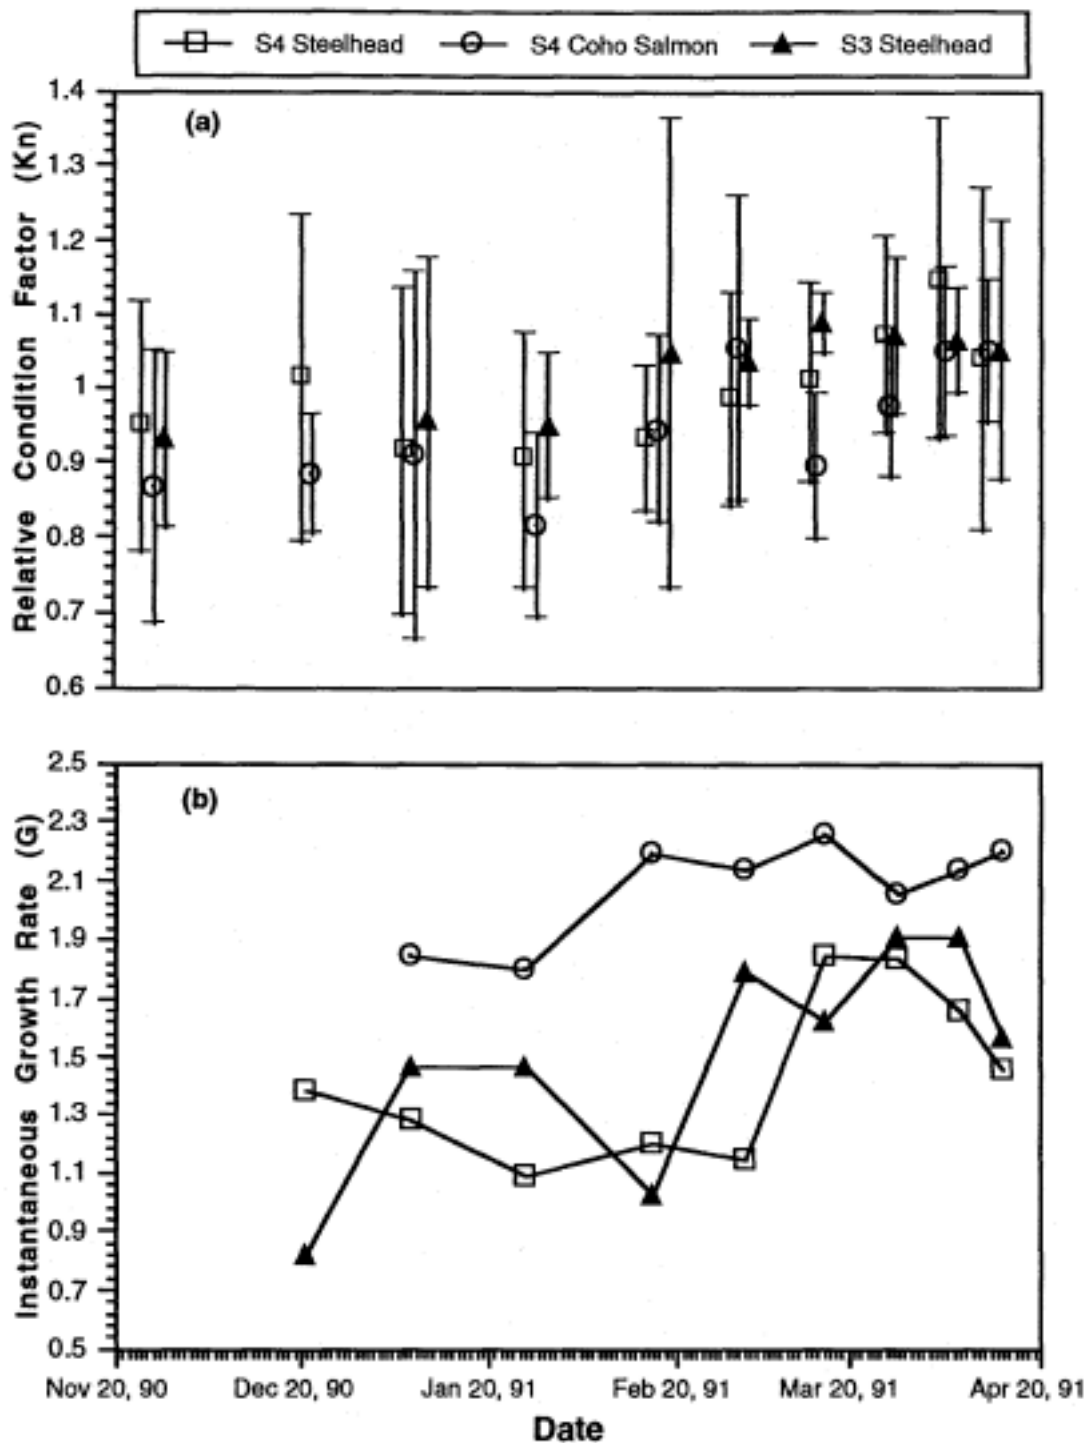 S4 Steelhead S4 Coho Salmon S3 Steelhead
(a)
Relative Condition Factor (Kn)
1.4
1.3
1.2
1.1
1
0.9
0.8
0.7
0.6
(b)
Instantaneous Growth Rate (G)
2.5
2.3
2.1
1.9
1.7
1.5
1.3
1.1
0.9
0.7
0.5
Nov 20, 90 Dec 20, 90 Jan 20, 91 Feb 20, 91 Mar 20, 91 Apr 20, 91
Date